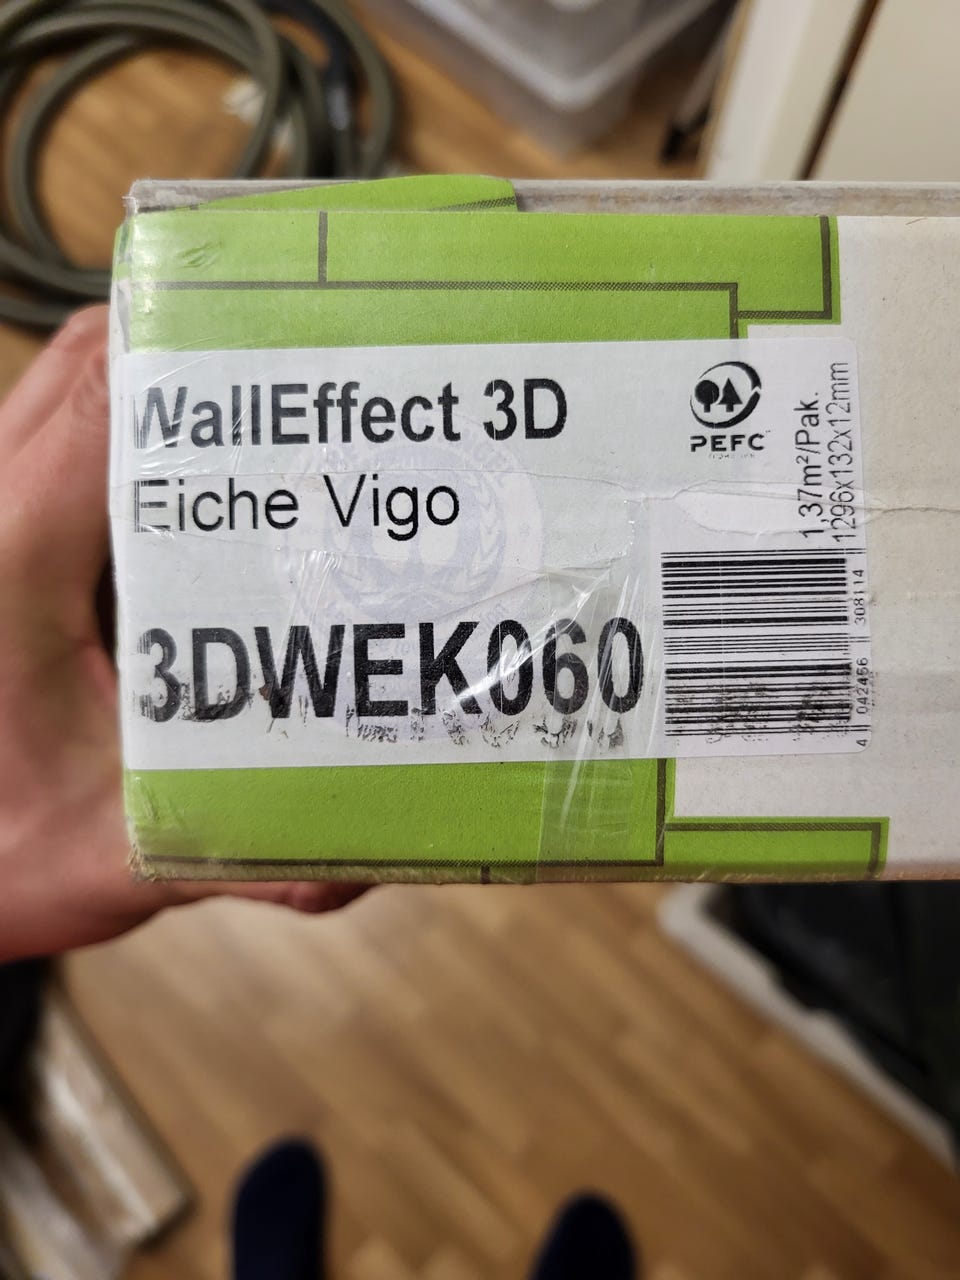 WallEffect 3D
Eiche Vigo
3DWEK060
PEFC
1,37m²/Pak.
1296x132x12mm
4 042456 308114